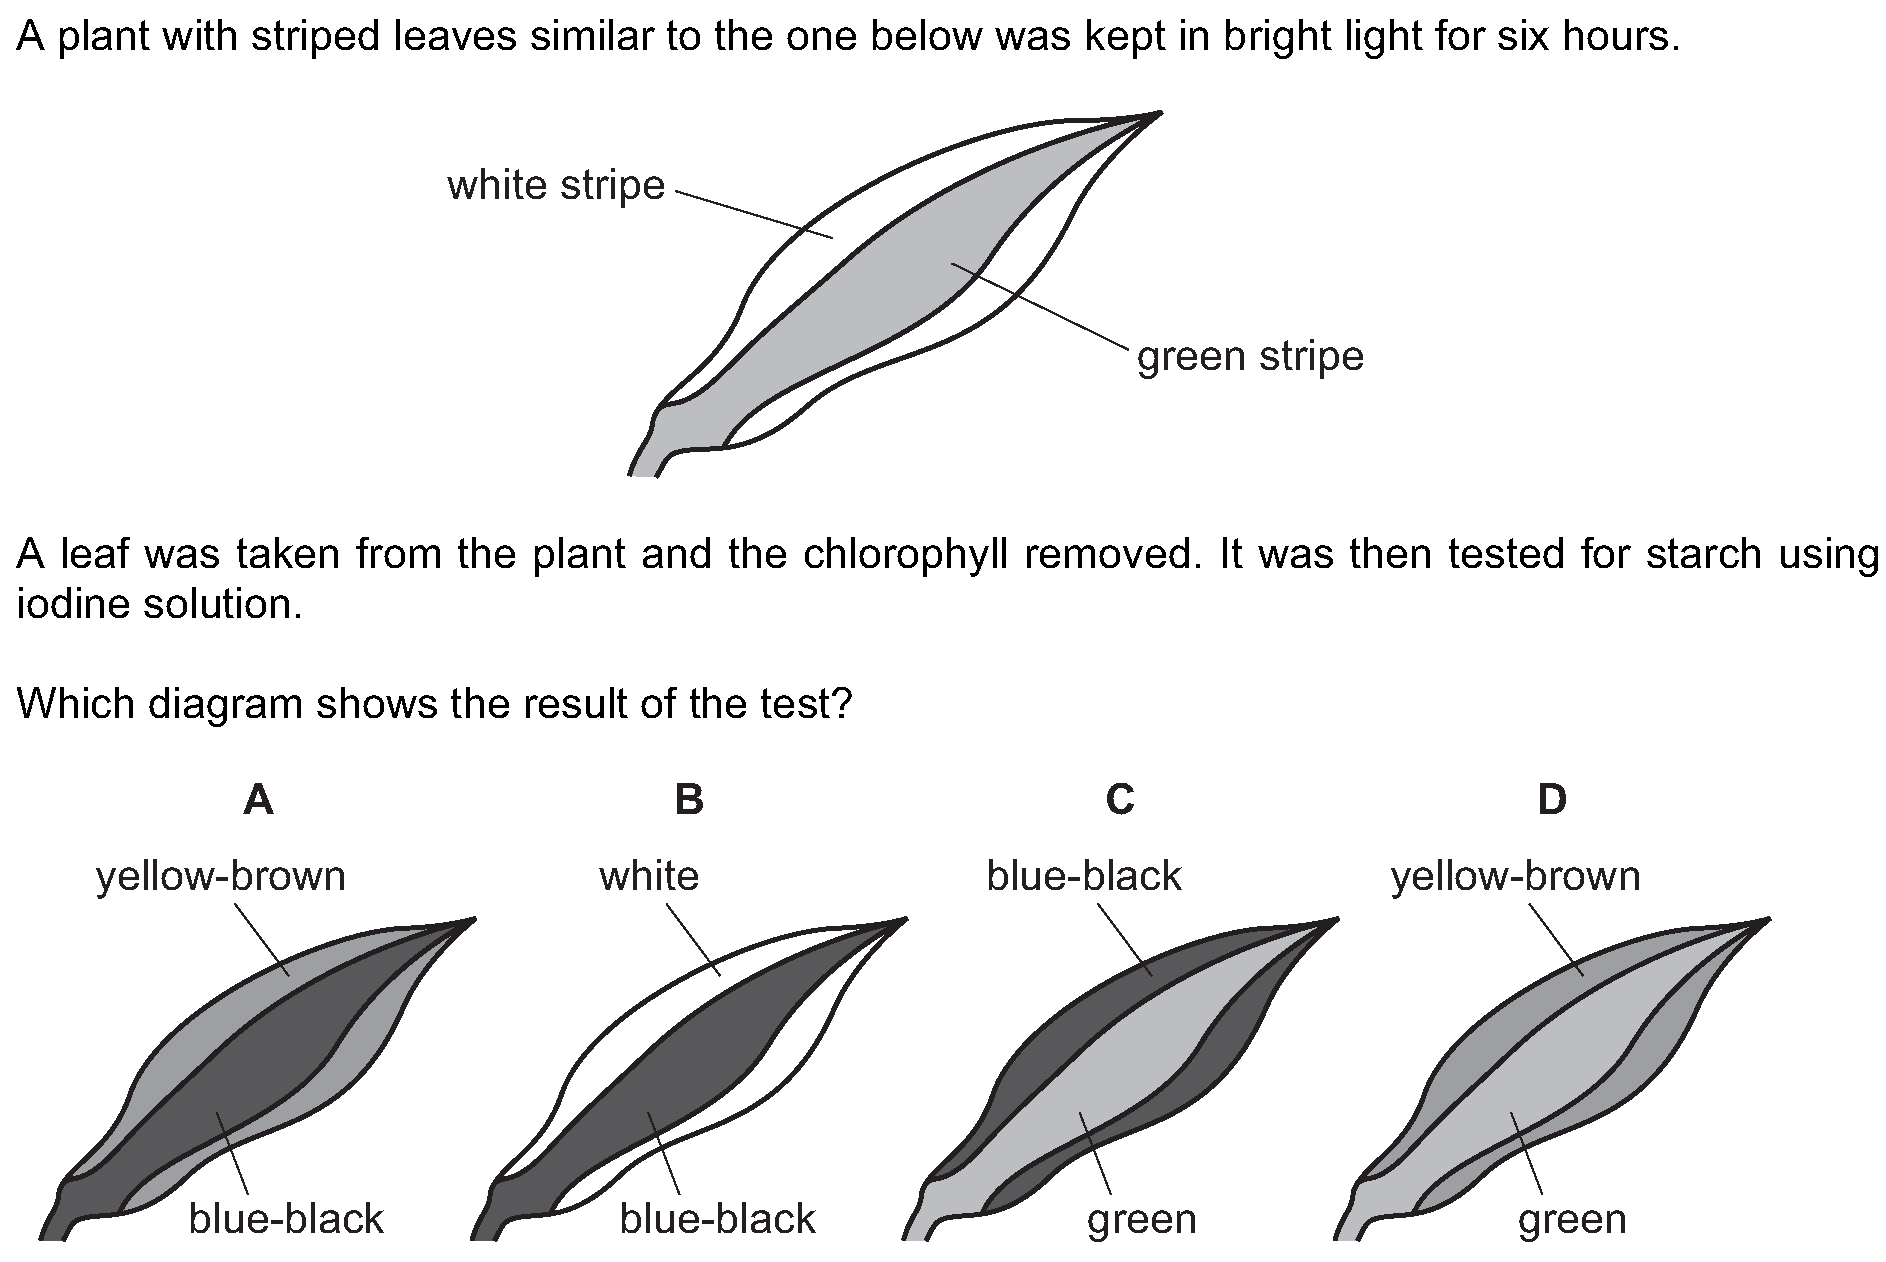 A plant with striped leaves similar to the one below was kept in bright light for six hours.
white stripe
green stripe
A leaf was taken from the plant and the chlorophyll removed. It was then tested for starch using
iodine solution.
Which diagram shows the result of the test?
A B C D
yellow-brown white blue-black yellow-brown
blue-black blue-black green green